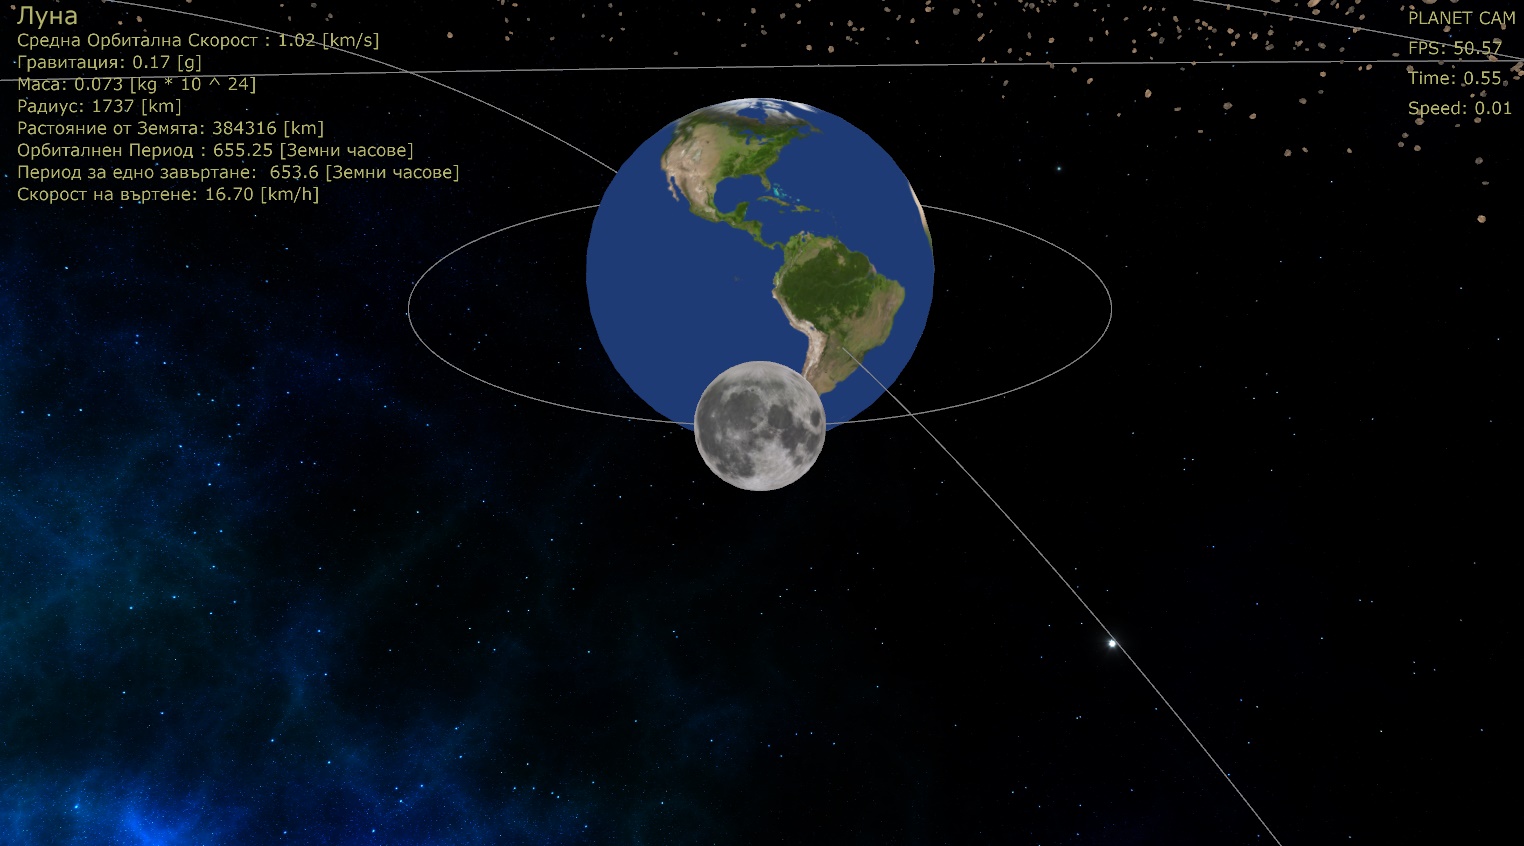 Луна
Средна Орбитална Скорост : 1.02 [km/s]
Гравитация: 0.17 [g]
Маса: 0.073 [kg * 10 ^ 24]
Радиус: 1737 [km]
Растояние от Земята: 384316 [km]
Орбиталнен Период : 655.25 [Земни часове]
Период за едно завъртане:  653.6 [Земни часове]
Скорост на въртене: 16.70 [km/h]
PLANET CAM
FPS: 50.57
Time: 0.55
Speed: 0.01